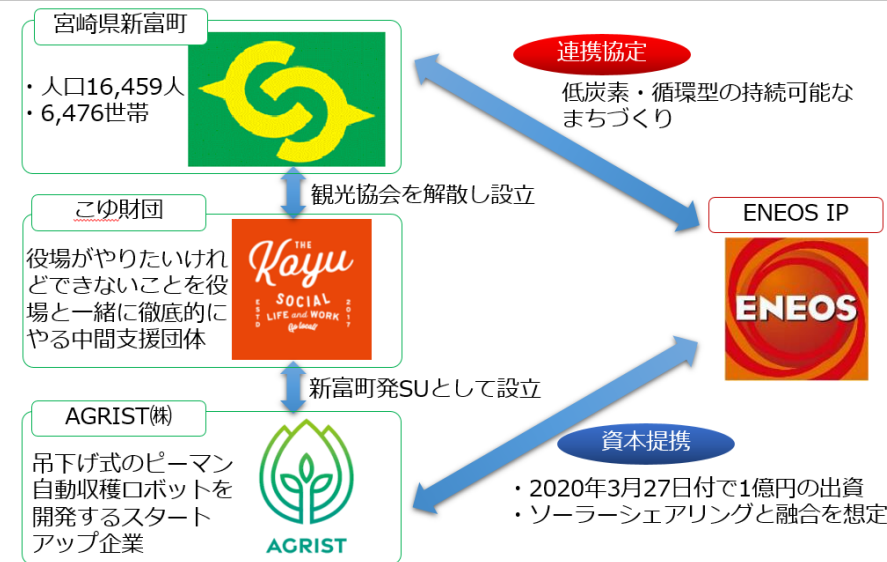 宮崎県新富町
・人口16,459人
・6,476世帯
連携協定
低炭素・循環型の持続可能な
まちづくり
観光協会を解散し設立
こゆ財団
役場がやりたいけれ
どできないことを役
場と一緒に徹底的に
やる中間支援団体
THE
Koyu
SOCIAL
LIFE and WORK
Go local!
ESTD
2017
ENEOS IP
ENEOS
新富町発SUとして設立
AGRIST㈱
吊下げ式のピーマン
自動収穫ロボットを
開発するスタート
アップ企業
AGRIST
資本提携
・2020年3月27日付で1億円の出資
・ソーラーシェアリングと融合を想定